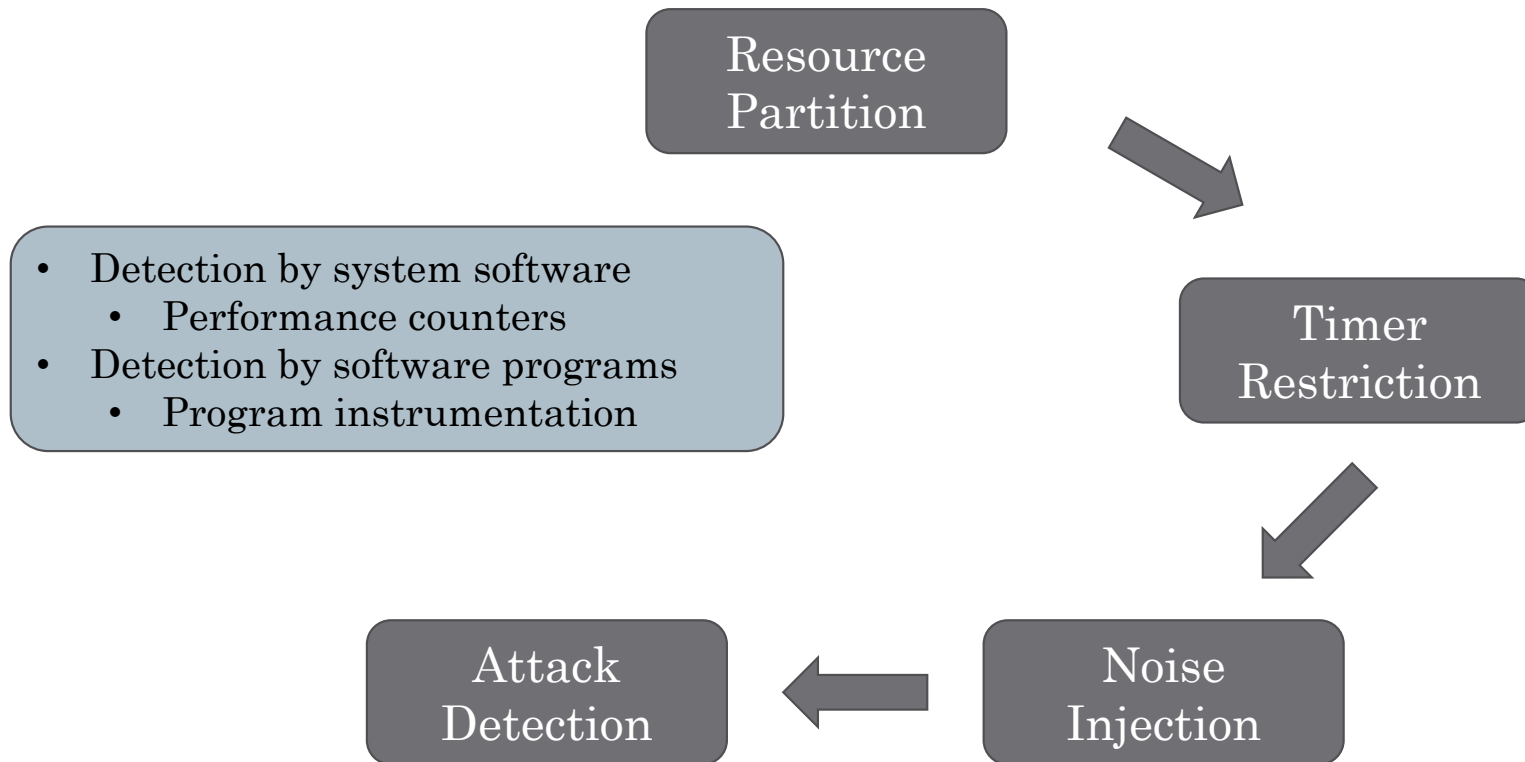 Resource
Partition
• Detection by system software
• Performance counters
• Detection by software programs
• Program instrumentation
Timer
Restriction
Attack
Detection
Noise
Injection